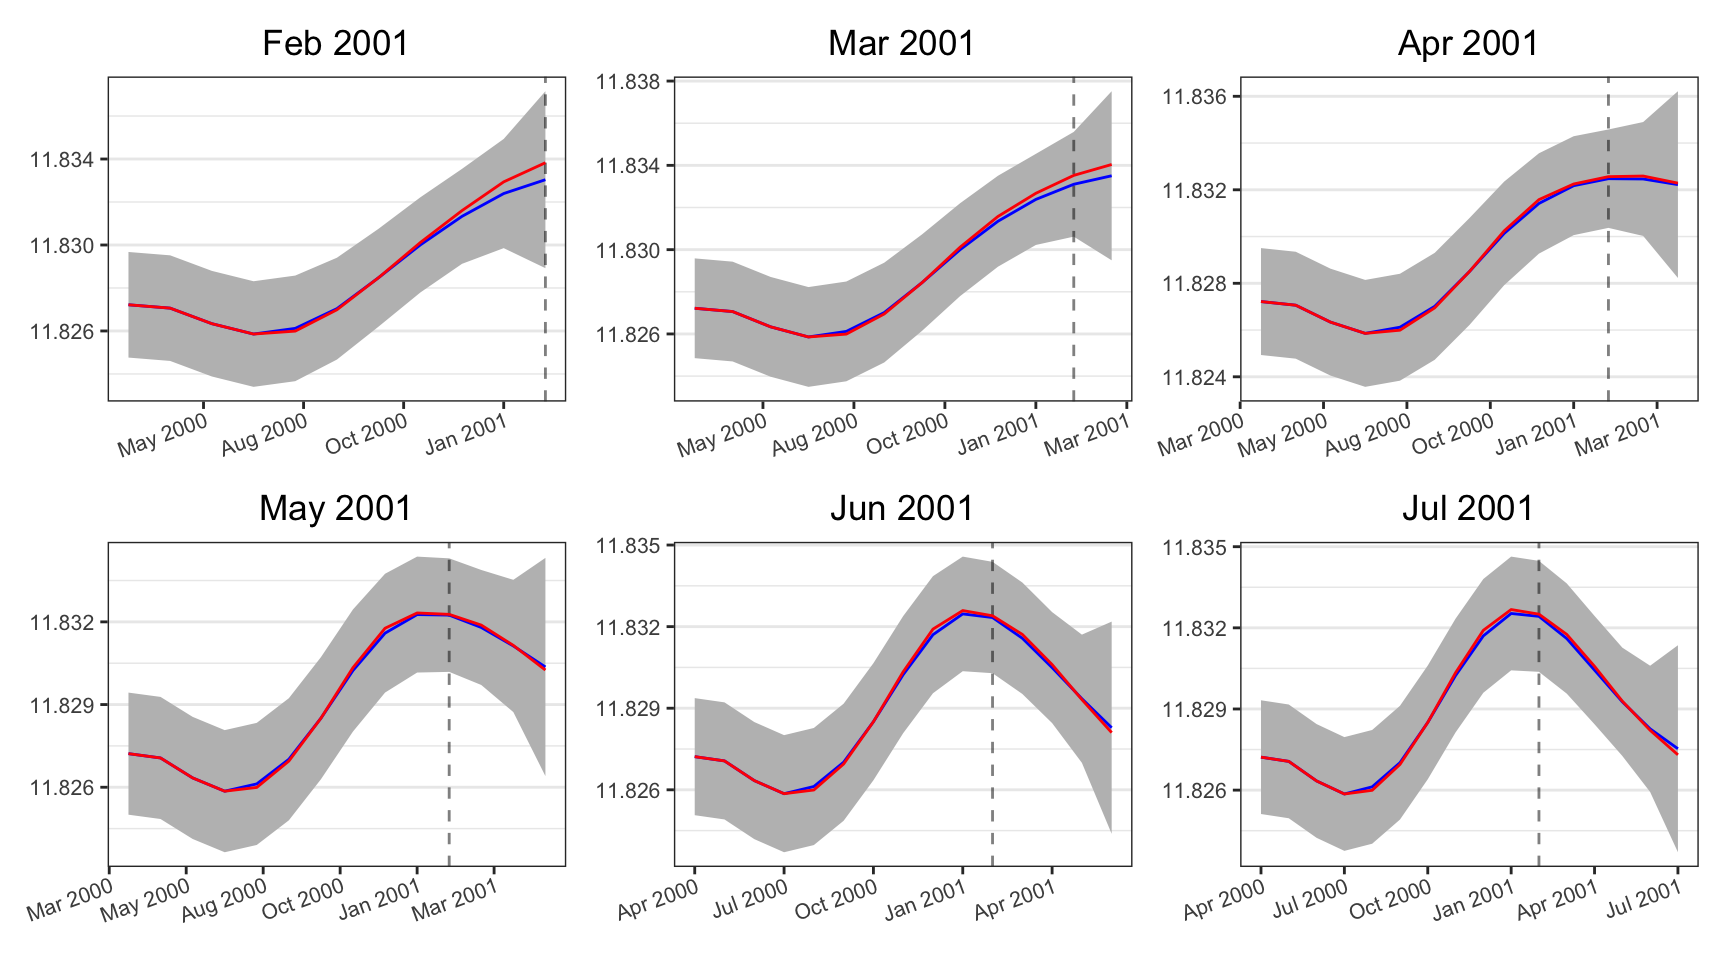 Feb 2001
11.834
11.830
11.826
May 2000
Aug 2000
Oct 2000
Jan 2001
Mar 2001
11.838
11.834
11.830
11.826
May 2000
Aug 2000
Oct 2000
Jan 2001
Mar 2001
Apr 2001
11.836
11.832
11.828
11.824
Mar 2000
May 2000
Aug 2000
Oct 2000
Jan 2001
Mar 2001
May 2001
11.832
11.829
11.826
Mar 2000
May 2000
Aug 2000
Oct 2000
Jan 2001
Mar 2001
Jun 2001
11.835
11.832
11.829
11.826
Apr 2000
Jul 2000
Oct 2000
Jan 2001
Apr 2001
Jul 2001
11.835
11.832
11.829
11.826
Apr 2000
Jul 2000
Oct 2000
Jan 2001
Apr 2001
Jul 2001